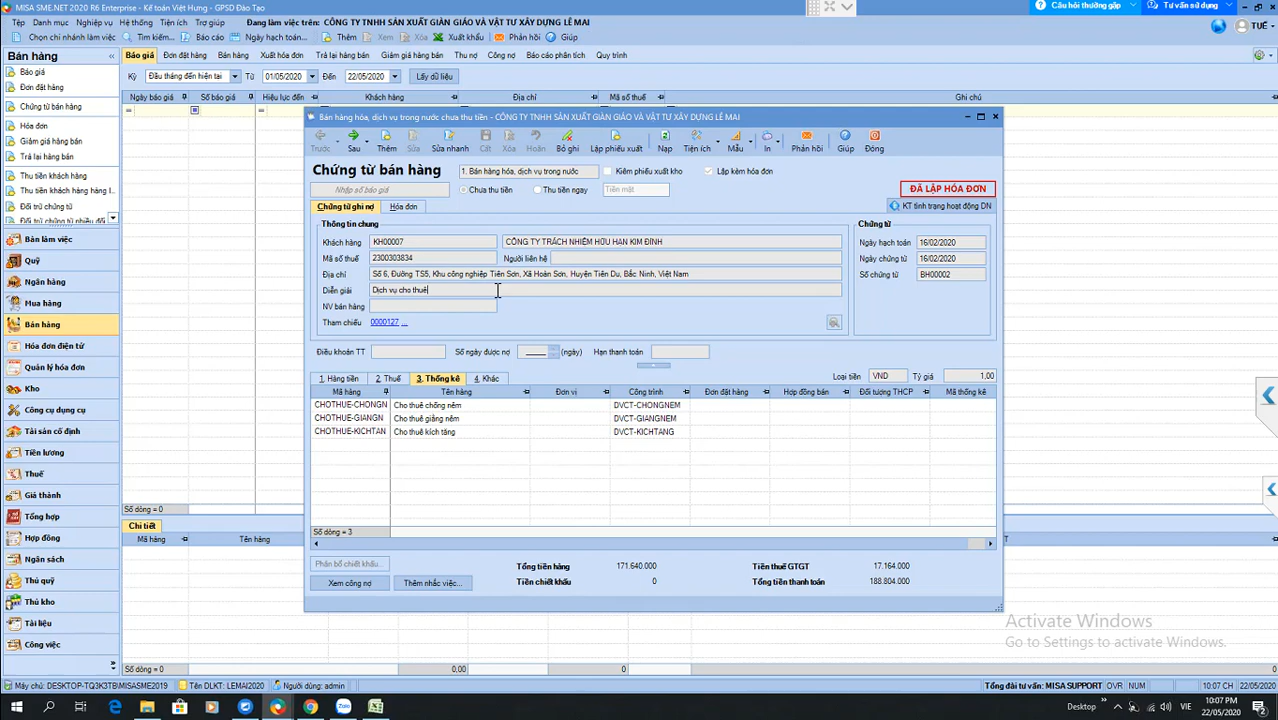 MISA SME.NET 2020 R6 Enterprise - Kế toán Việt Hưng - GPSD Đào Tạo
Câu hỏi thường gặp
Tư vấn sử dụng
Tệp Danh mục Nghiệp vụ Hệ thống Tiện ích Trợ giúp
Đang làm việc trên: CÔNG TY TNHH SẢN XUẤT GIÀN GIÁO VÀ VẬT TƯ XÂY DỰNG LÊ MAI
TUẾ
Chọn chi nhánh làm việc Tìm kiếm... Báo cáo Ngày hạch toán... Thêm Xem Xóa Xuất khẩu Phản hồi Giúp
Bán hàng
Báo giá Đơn đặt hàng Bán hàng Xuất hóa đơn Trả lại hàng bán Giảm giá hàng bán Thu nợ Công nợ Báo cáo phân tích Quy trình
Báo giá
Đơn đặt hàng
Chứng từ bán hàng
Hóa đơn
Giảm giá hàng bán
Trả lại hàng bán
Thu tiền khách hàng
Thu tiền khách hàng hàng l
Đối trừ chứng từ
Kỳ Đầu tháng đến hiện tại Từ 01/05/2020 Đến 22/05/2020 Lấy dữ liệu
Ngày báo giá Số báo giá Hiệu lực đến Khách hàng Địa chỉ Mã số thuế Ghi chú
Bàn làm việc
Quỹ
Ngân hàng
Mua hàng
Bán hàng
Hóa đơn điện tử
Quản lý hóa đơn
Kho
Công cụ dụng cụ
Tài sản cố định
Tiền lương
Thuế
Giá thành
Tổng hợp
Hợp đồng
Ngân sách
Thủ quỹ
Thủ kho
Tài liệu
Công việc
Bán hàng hóa, dịch vụ trong nước chưa thu tiền - CÔNG TY TNHH SẢN XUẤT GIÀN GIÁO VÀ VẬT TƯ XÂY DỰNG LÊ MAI
Trước Sau Thêm Sửa Sửa nhanh Cất Xóa Hoãn Bỏ ghi Lập phiếu xuất Nạp Tiện ích Mẫu In Phản hồi Giúp Đóng
Chứng từ bán hàng
1. Bán hàng hóa, dịch vụ trong nước
Kiêm phiếu xuất kho
Lập kèm hóa đơn
Nhập số báo giá
Chưa thu tiền
Thu tiền ngay
Tiền mặt
ĐÃ LẬP HÓA ĐƠN
Chứng từ ghi nợ Hóa đơn
KT tình trạng hoạt động DN
Thông tin chung
Khách hàng KH00007 CÔNG TY TRÁCH NHIỆM HỮU HẠN KIM ĐÍNH
Mã số thuế 2300303834 Người liên hệ
Địa chỉ Số 6, Đường TS5, Khu công nghiệp Tiên Sơn, Xã Hoàn Sơn, Huyện Tiên Du, Bắc Ninh, Việt Nam
Diễn giải Dịch vụ cho thuê
NV bán hàng
Tham chiếu 0000127 ...
Chứng từ
Ngày hạch toán 16/02/2020
Ngày chứng từ 16/02/2020
Số chứng từ BH00002
Điều khoản TT Số ngày được nợ (ngày) Hạn thanh toán
1. Hàng tiền 2. Thuế 3. Thống kê 4. Khác
Loại tiền VND Tỷ giá 1,00
Mã hàng Tên hàng Đơn vị Công trình Đơn đặt hàng Hợp đồng bán Đối tượng THCP Mã thống kê
CHOTHUE-CHONGN Cho thuê chống nêm DVCT-CHONGNEM
CHOTHUE-GIANGN Cho thuê giằng nêm DVCT-GIANGNEM
CHOTHUE-KICHTAN Cho thuê kích tăng DVCT-KICHTANG
Số dòng = 3
Phân bổ chiết khấu...
Xem công nợ Thêm nhắc việc...
Tổng tiền hàng 171.640.000
Tiền thuế GTGT 17.164.000
Tiền chiết khấu 0
Tổng tiền thanh toán 188.804.000
Số dòng = 0
Chi tiết
Mã hàng Tên hàng
Số dòng = 0 0,00 0
0
Activate Windows
Go to Settings to activate Windows.
Máy chủ: DESKTOP-TQ3K3TB\MISASME2019 Tên DLKT: LEMAI2020 Người dùng: admin
Tổng đài tư vấn: MISA SUPPORT OVR NUM 10:07 CH 22/05/2020
Desktop VIE 10:07 PM
22/05/2020